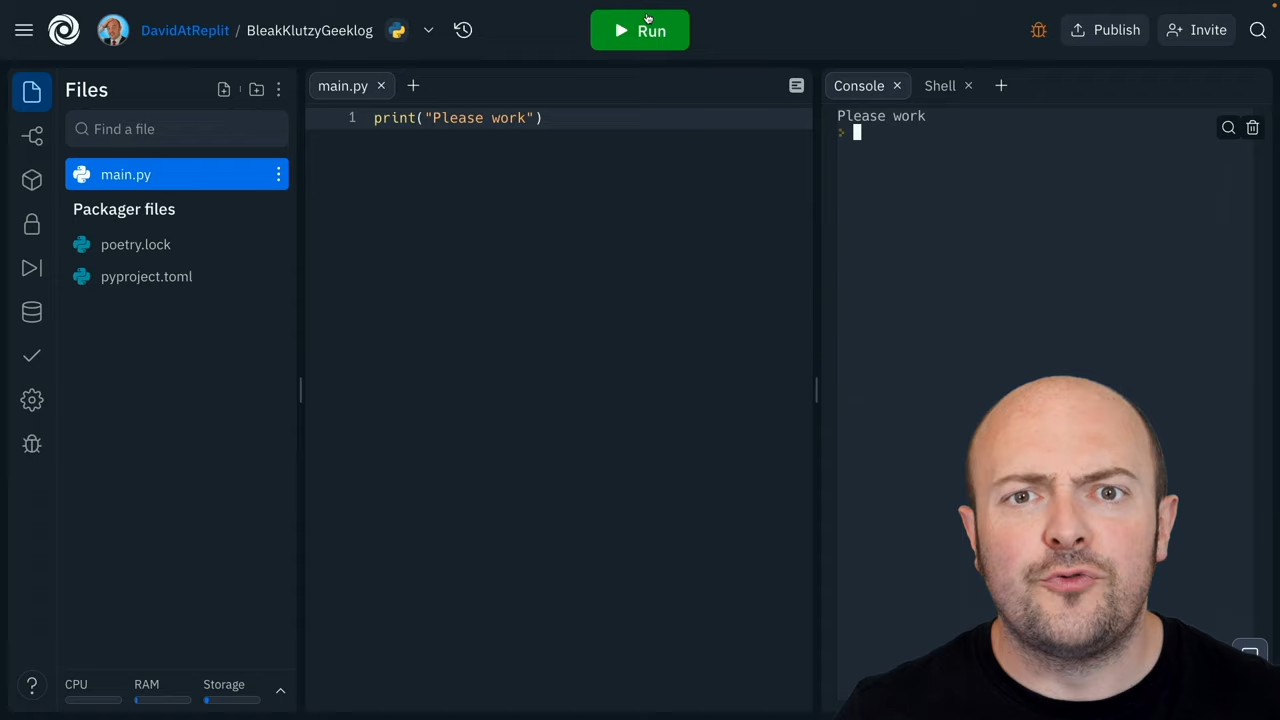 DavidAtReplit / BleakKlutzyGeeklog
Run
Publish
Invite
Files
Find a file
main.py
Packager files
poetry.lock
pyproject.toml
CPU
RAM
Storage
?
main.py
1 print("Please work")
Console
Shell
Please work